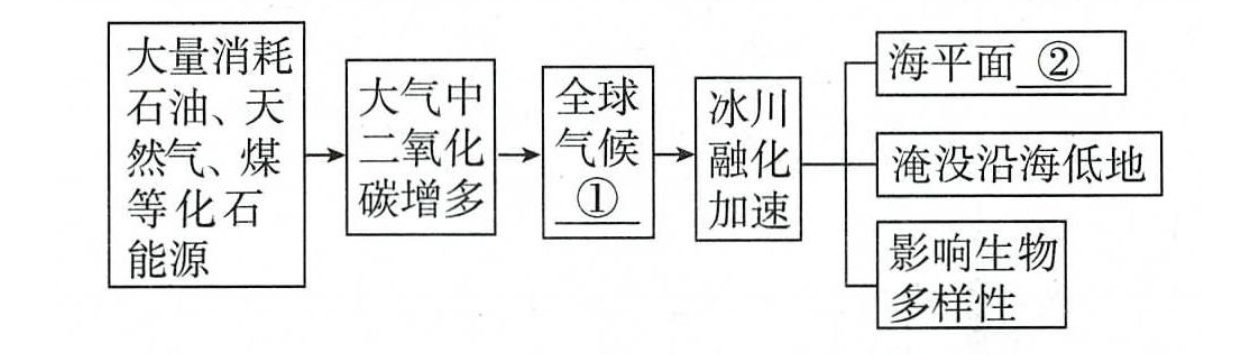 大量消耗
石油、天
然气、煤
等化石
能源
大气中
二氧化
碳增多
全球
气候
①
冰川
融化
加速
海平面 ②
淹没沿海低地
影响生物
多样性